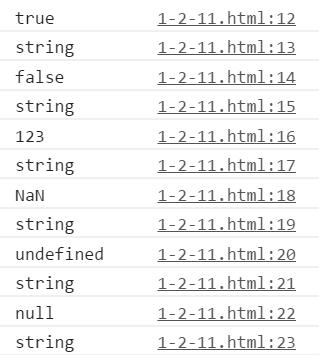 true 1-2-11.html:12
string 1-2-11.html:13
false 1-2-11.html:14
string 1-2-11.html:15
123 1-2-11.html:16
string 1-2-11.html:17
NaN 1-2-11.html:18
string 1-2-11.html:19
undefined 1-2-11.html:20
string 1-2-11.html:21
null 1-2-11.html:22
string 1-2-11.html:23